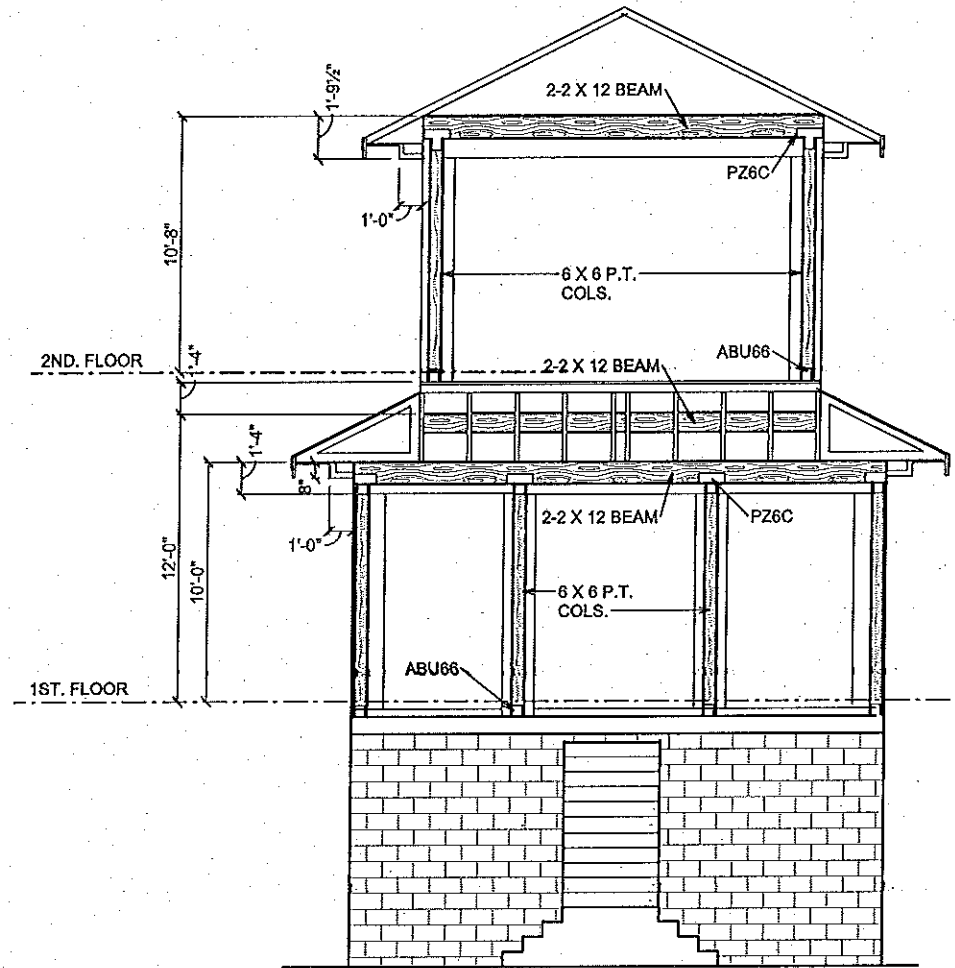 1'-9½"
2-2 X 12 BEAM
PZ6C
1'-0"
10'-8"
6 X 6 P.T.
COLS.
2ND. FLOOR
ABU66
2-2 X 12 BEAM
1'-4"
8"
2-2 X 12 BEAM
PZ6C
1'-0"
12'-0"
10'-0"
6 X 6 P.T.
COLS.
ABU66
1ST. FLOOR